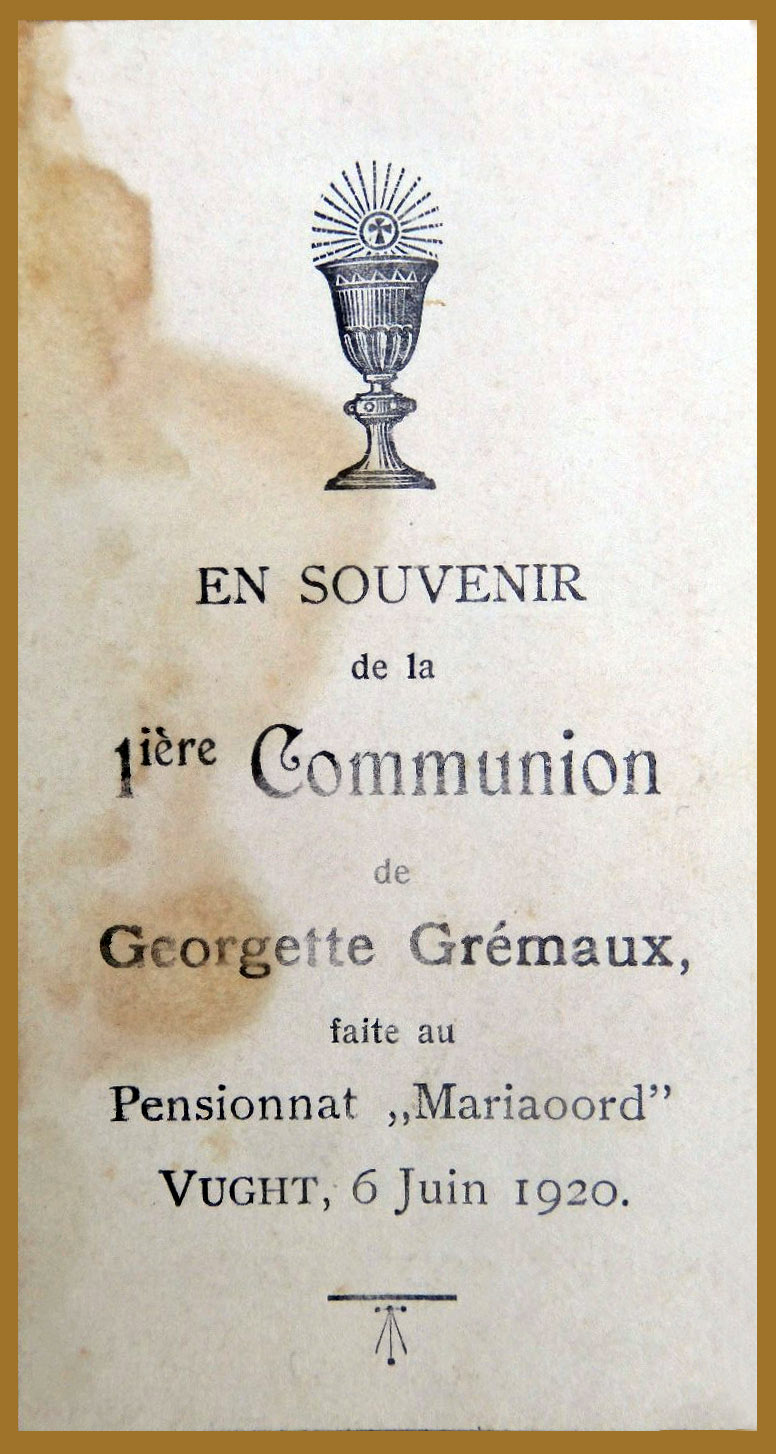 EN SOUVENIR
de la
1ière Communion
de
Georgette Grémaux,
faite au
Pensionnat „Mariaoord”
VUGHT, 6 Juin 1920.